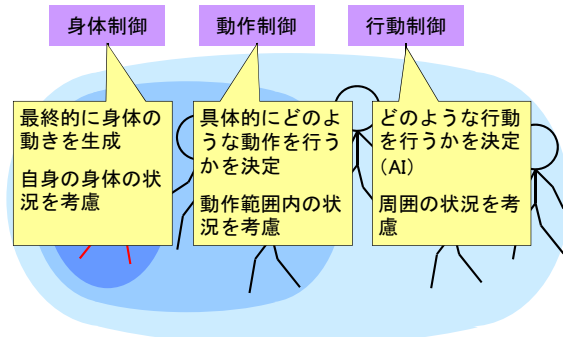 身体制御
動作制御
行動制御
最終的に身体の
動きを生成
自身の身体の状
況を考慮
具体的にどのよ
うな動作を行う
かを決定
動作範囲内の状
況を考慮
どのような行動
を行うかを決定
（AI）
周囲の状況を考
慮